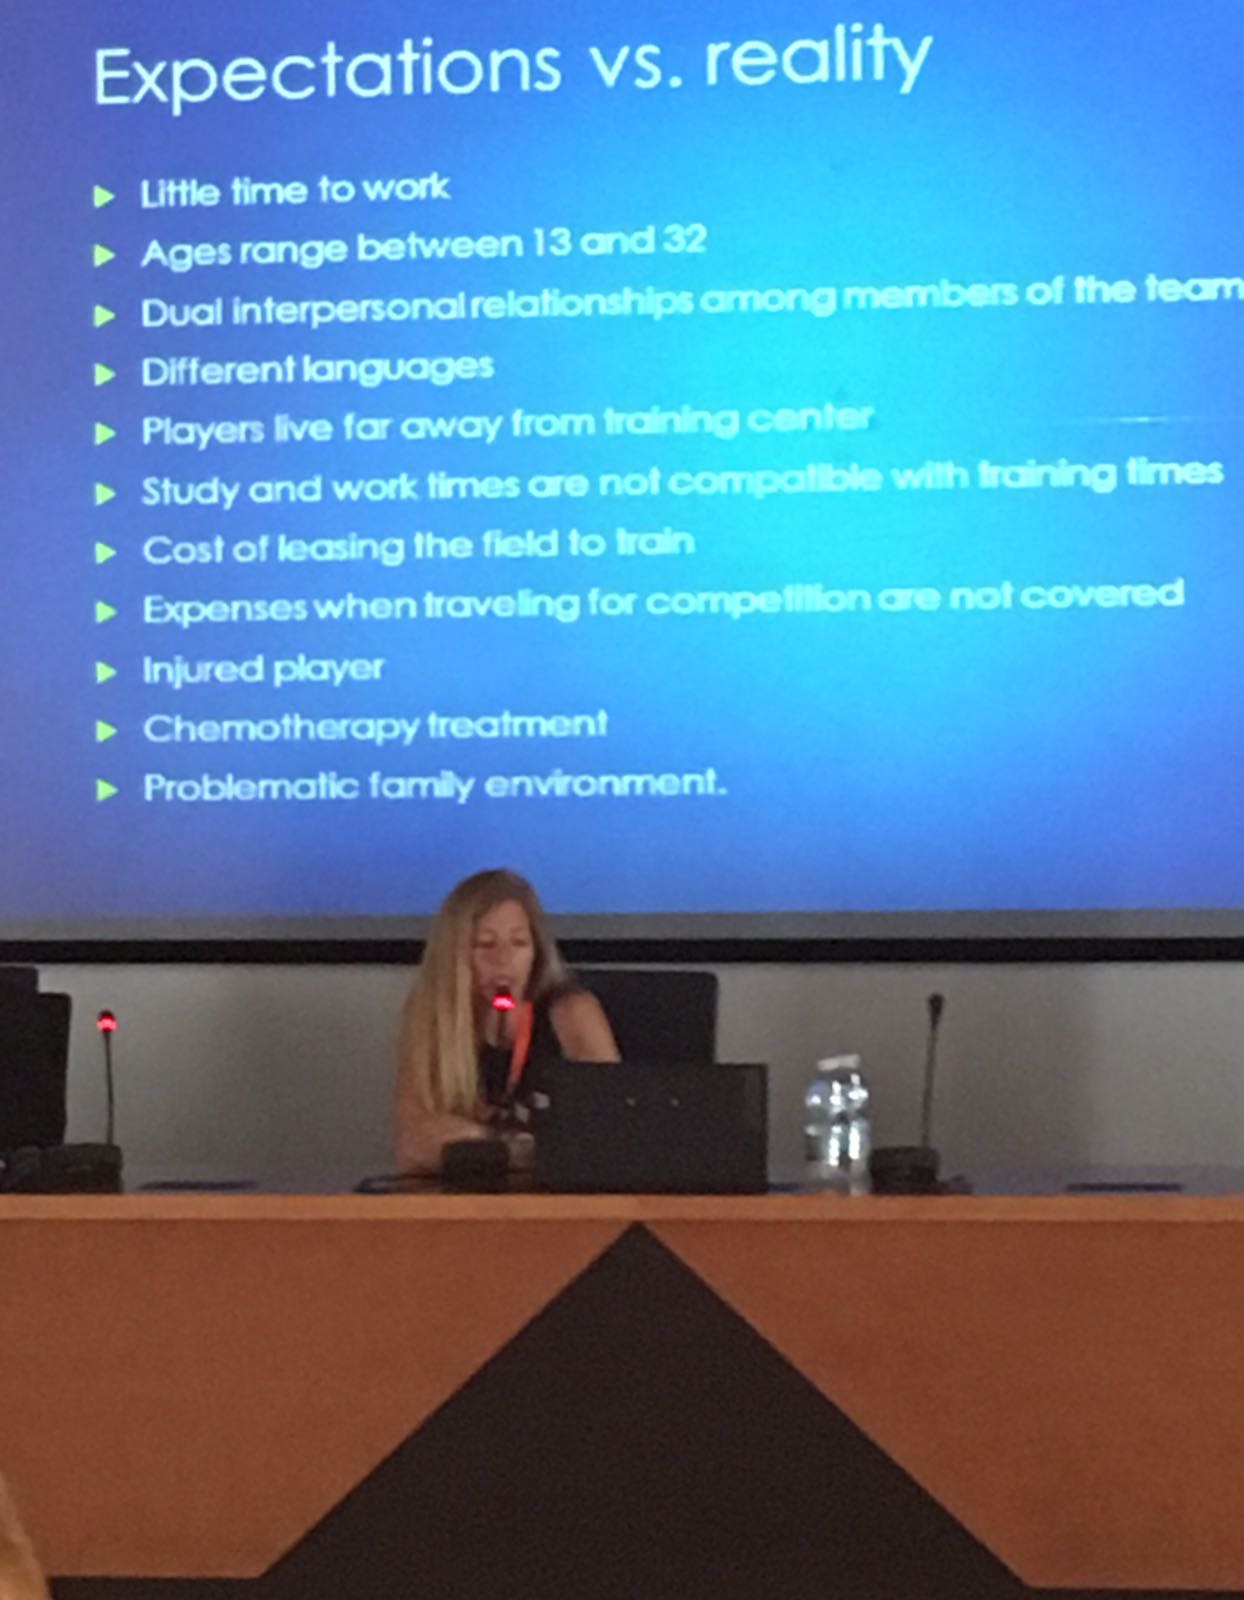 Expectations vs. reality
Little time to work
Ages range between 13 and 32
Dual interpersonal relationships among members of the team
Different languages
Players live far away from training center
Study and work times are not compatible with training times
Cost of leasing the field to train
Expenses when traveling for competition are not covered
Injured player
Chemotherapy treatment
Problematic family environment.